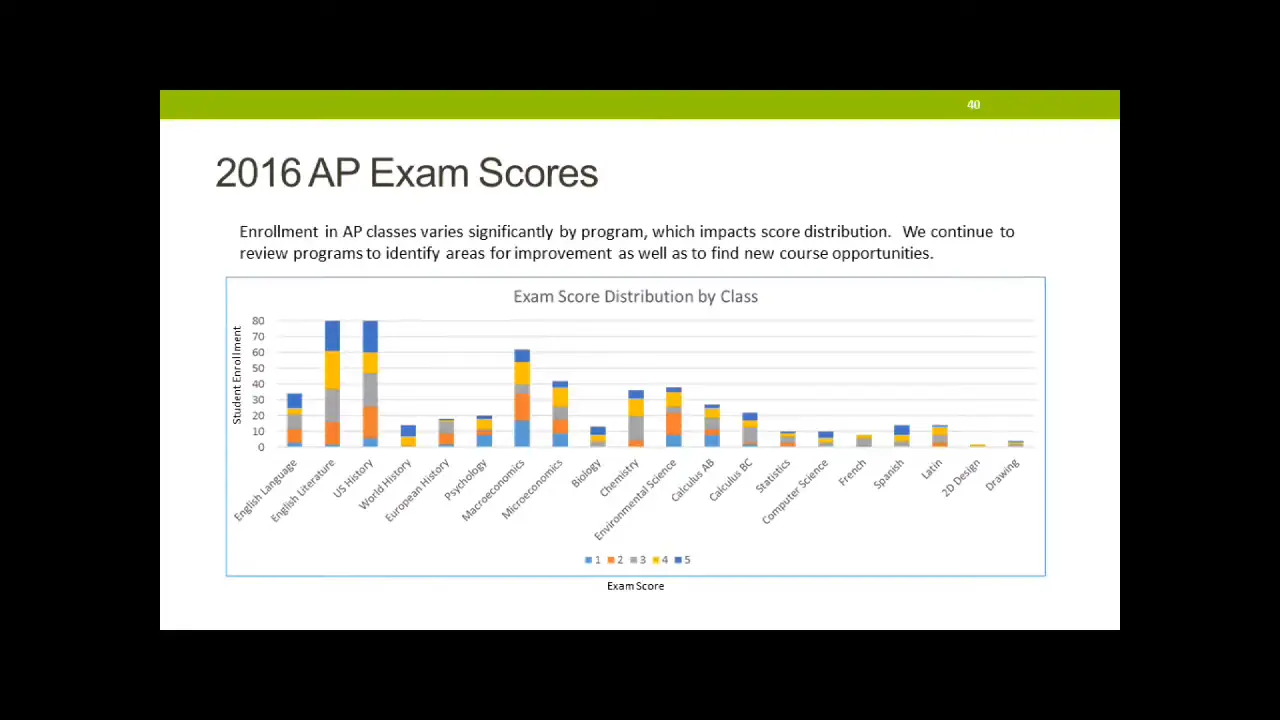 40
2016 AP Exam Scores
Enrollment in AP classes varies significantly by program, which impacts score distribution. We continue to
review programs to identify areas for improvement as well as to find new course opportunities.
Exam Score Distribution by Class
Student Enrollment
80
70
60
50
40
30
20
10
0
English Language
English Literature
US History
World History
European History
Psychology
Macroeconomics
Microeconomics
Biology
Chemistry
Environmental Science
Calculus AB
Calculus BC
Statistics
Computer Science
French
Spanish
Latin
2D Design
Drawing
1 2 3 4 5
Exam Score